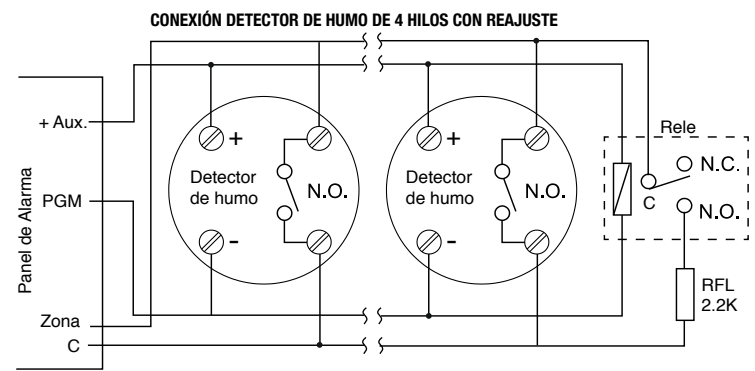 CONEXIÓN DETECTOR DE HUMO DE 4 HILOS CON REAJUSTE
Panel de Alarma
+ Aux.
PGM
Zona
C
+
Detector
de humo
N.O.
-
+
Detector
de humo
N.O.
-
Rele
N.C.
C
N.O.
RFL
2.2K